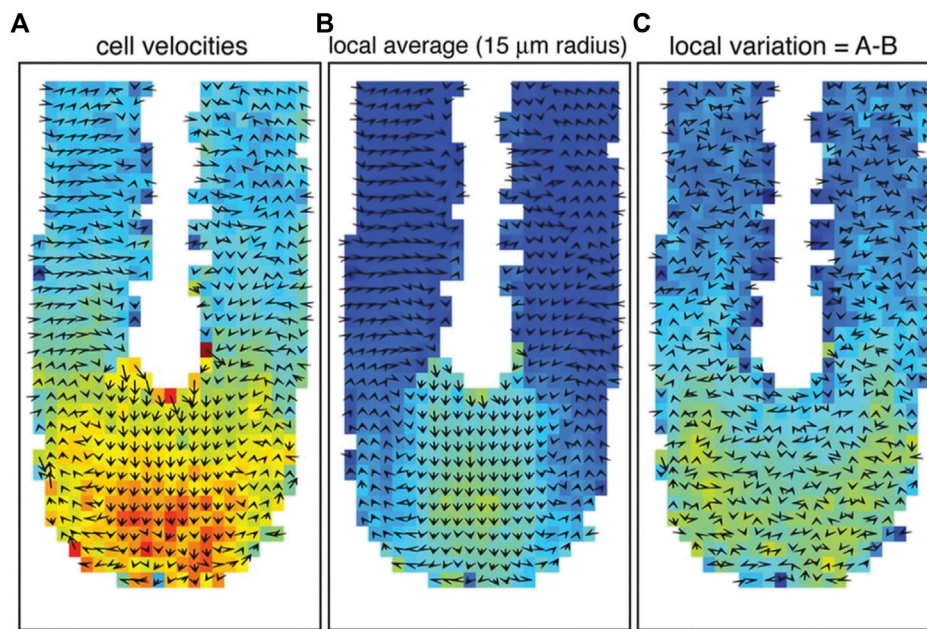 A
B
C
cell velocities
local average (15 μm radius)
local variation = A-B